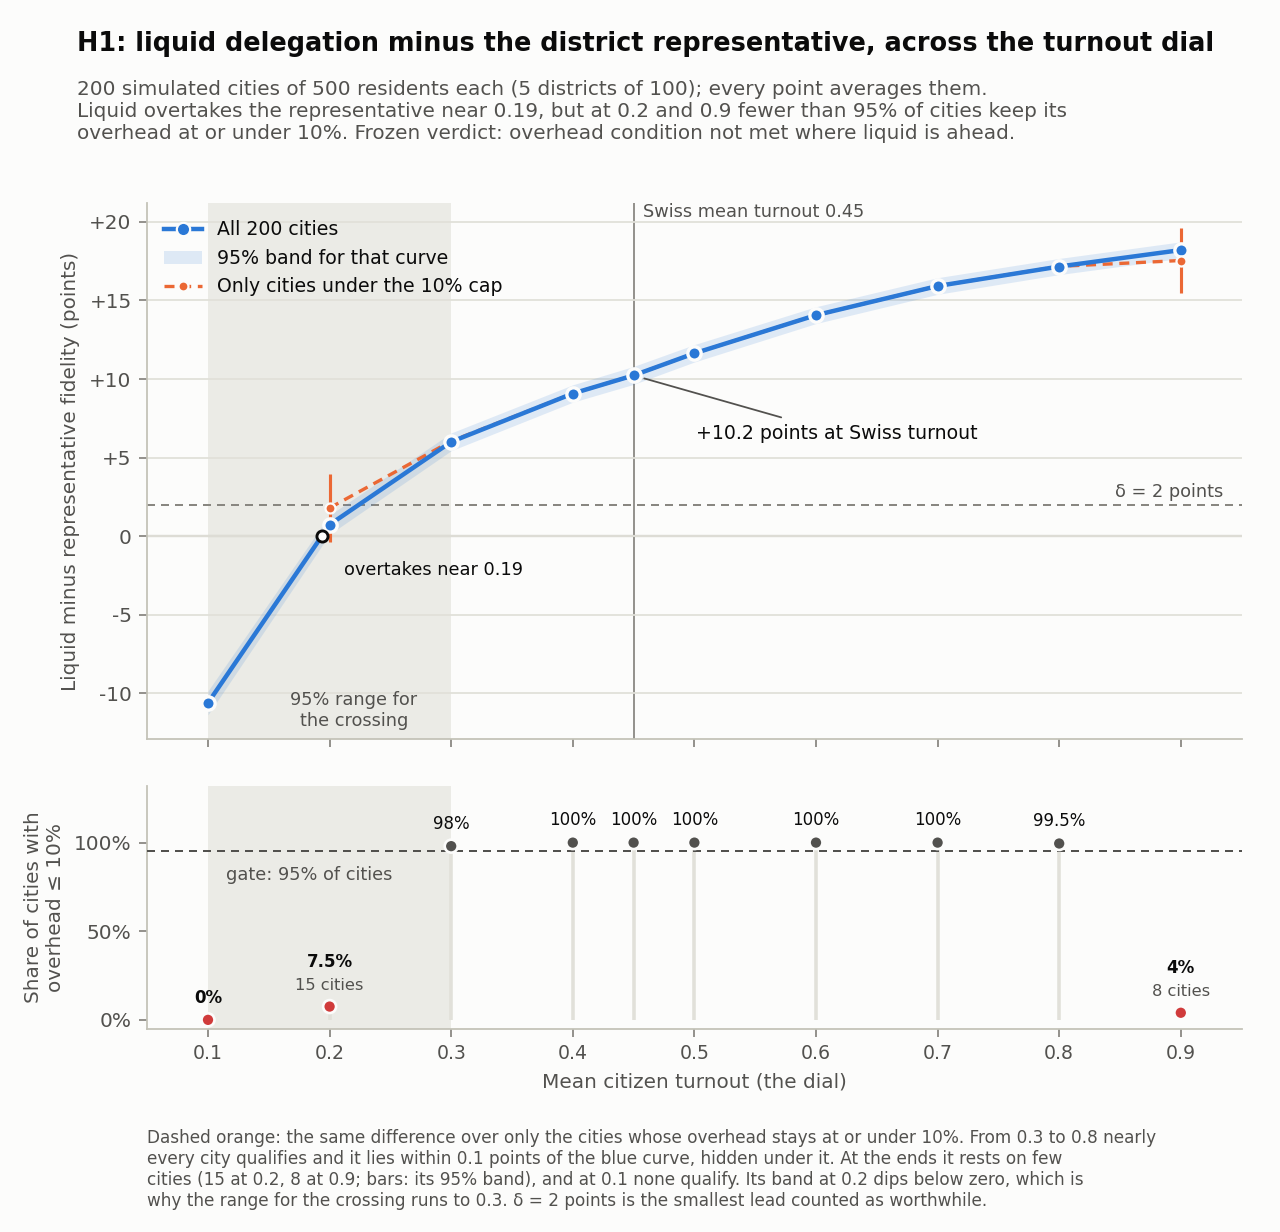 H1: liquid delegation minus the district representative, across the turnout dial
200 simulated cities of 500 residents each (5 districts of 100); every point averages them.
Liquid overtakes the representative near 0.19, but at 0.2 and 0.9 fewer than 95% of cities keep its
overhead at or under 10%. Frozen verdict: overhead condition not met where liquid is ahead.
Liquid minus representative fidelity (points)
+20
+15
+10
+5
0
-5
-10
All 200 cities
95% band for that curve
Only cities under the 10% cap
Swiss mean turnout 0.45
+10.2 points at Swiss turnout
δ = 2 points
overtakes near 0.19
95% range for
the crossing
Share of cities with
overhead ≤ 10%
100%
50%
0%
98%
100%
100%
100%
100%
100%
99.5%
gate: 95% of cities
0%
7.5%
15 cities
4%
8 cities
0.1
0.2
0.3
0.4
0.5
0.6
0.7
0.8
0.9
Mean citizen turnout (the dial)
Dashed orange: the same difference over only the cities whose overhead stays at or under 10%. From 0.3 to 0.8 nearly
every city qualifies and it lies within 0.1 points of the blue curve, hidden under it. At the ends it rests on few
cities (15 at 0.2, 8 at 0.9; bars: its 95% band), and at 0.1 none qualify. Its band at 0.2 dips below zero, which is
why the range for the crossing runs to 0.3. δ = 2 points is the smallest lead counted as worthwhile.